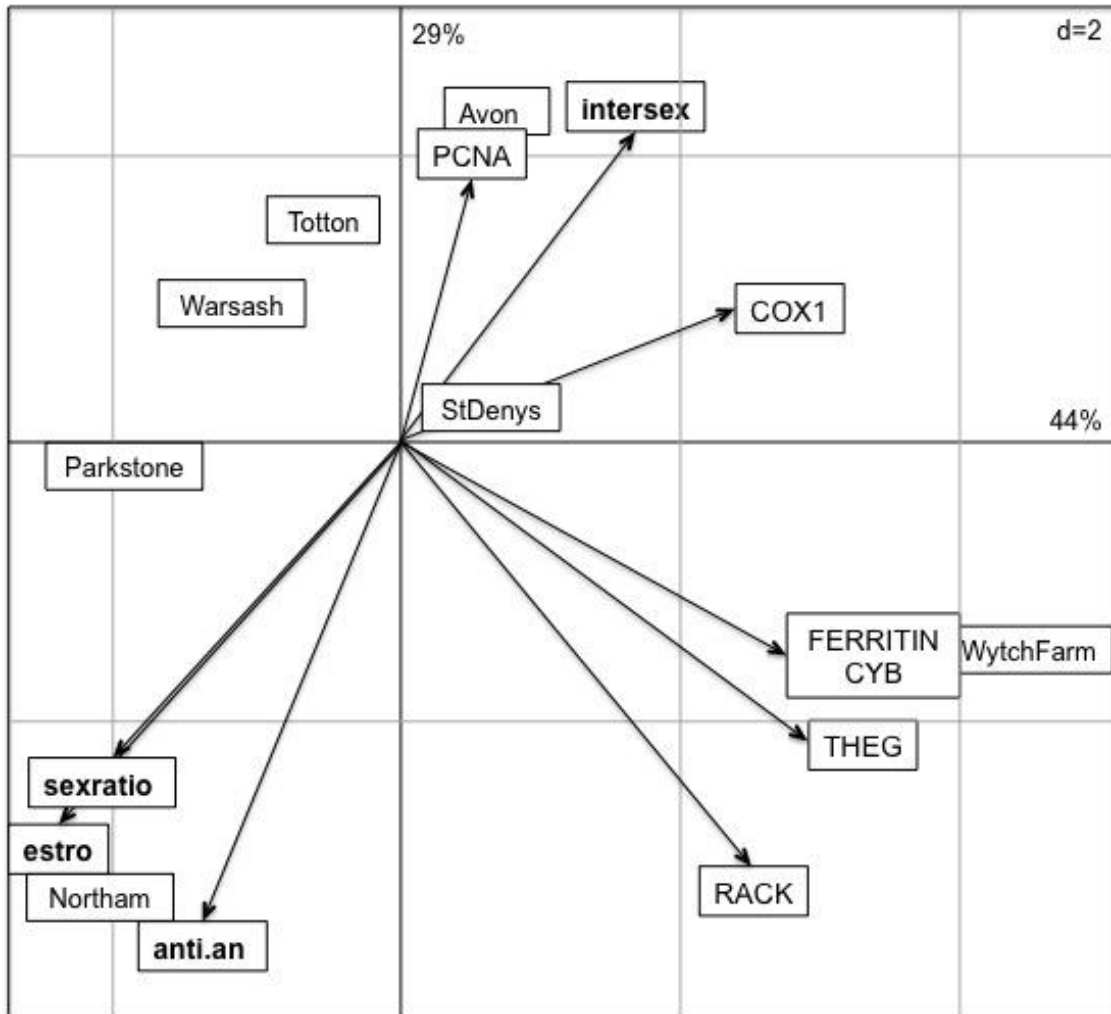 29%
d=2
Avon
intersex
PCNA
Totton
Warsash
COX1
StDenys
44%
Parkstone
FERRITIN
CYB
WytchFarm
THEG
sexratio
estro
Northam
RACK
anti.an